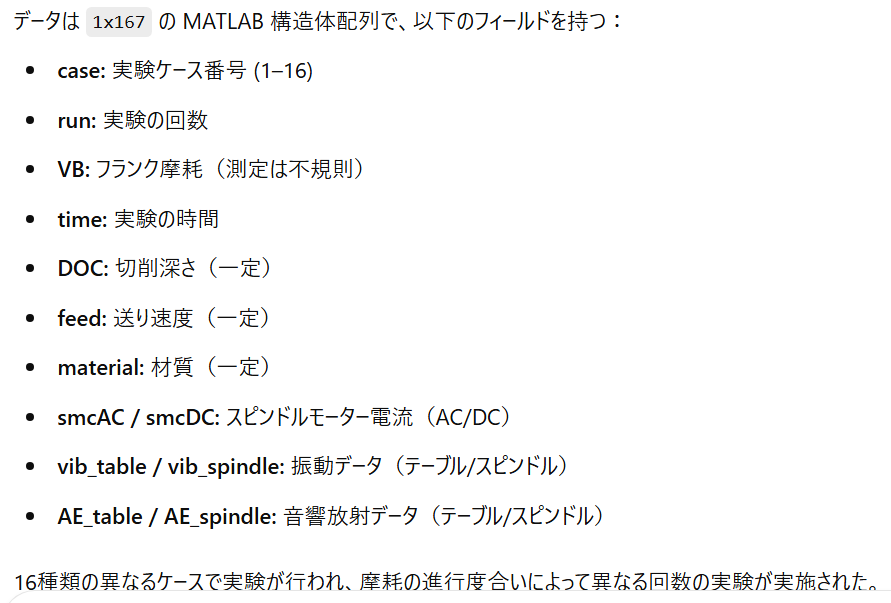 データは 1x167 の MATLAB 構造体配列で、以下のフィールドを持つ：
• case: 実験ケース番号 (1–16)
• run: 実験の回数
• VB: フランク摩耗（測定は不規則）
• time: 実験の時間
• DOC: 切削深さ（一定）
• feed: 送り速度（一定）
• material: 材質（一定）
• smcAC / smcDC: スピンドルモーター電流（AC/DC）
• vib_table / vib_spindle: 振動データ（テーブル/スピンドル）
• AE_table / AE_spindle: 音響放射データ（テーブル/スピンドル）
16種類の異なるケースで実験が行われ、摩耗の進行度合いによって異なる回数の実験が実施された。